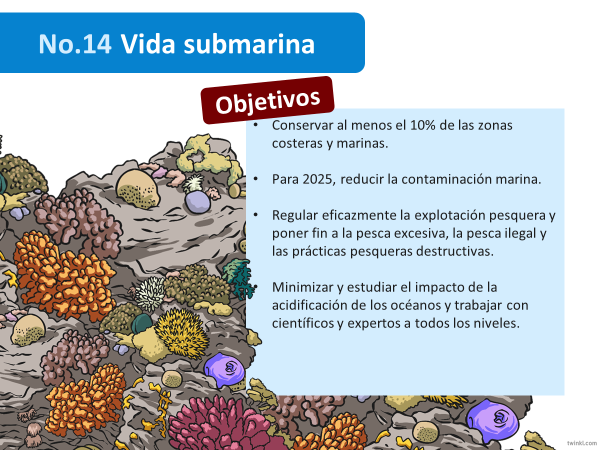 No.14 Vida submarina
Objetivos
• Conservar al menos el 10% de las zonas
costeras y marinas.
• Para 2025, reducir la contaminación marina.
• Regular eficazmente la explotación pesquera y
poner fin a la pesca excesiva, la pesca ilegal y
las prácticas pesqueras destructivas.
Minimizar y estudiar el impacto de la
acidificación de los océanos y trabajar con
científicos y expertos a todos los niveles.
twinkl.com